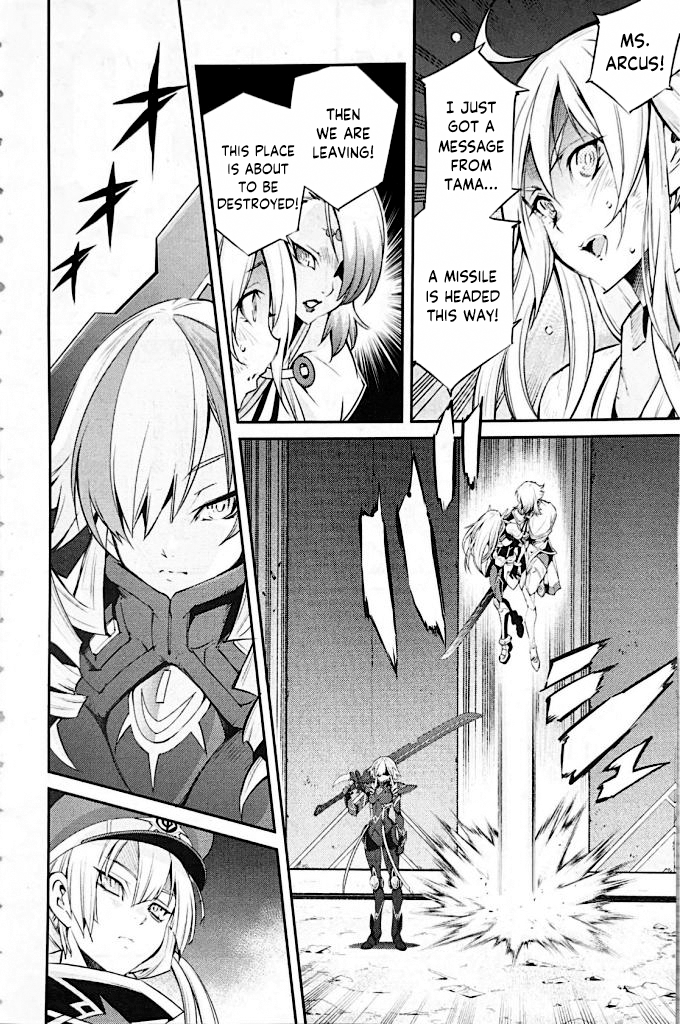 MS.
ARCUS!
I JUST
GOT A
MESSAGE
FROM
TAMA...
A MISSILE
IS HEADED
THIS WAY!
THEN
WE ARE
LEAVING!
THIS PLACE
IS ABOUT
TO BE
DESTROYED!